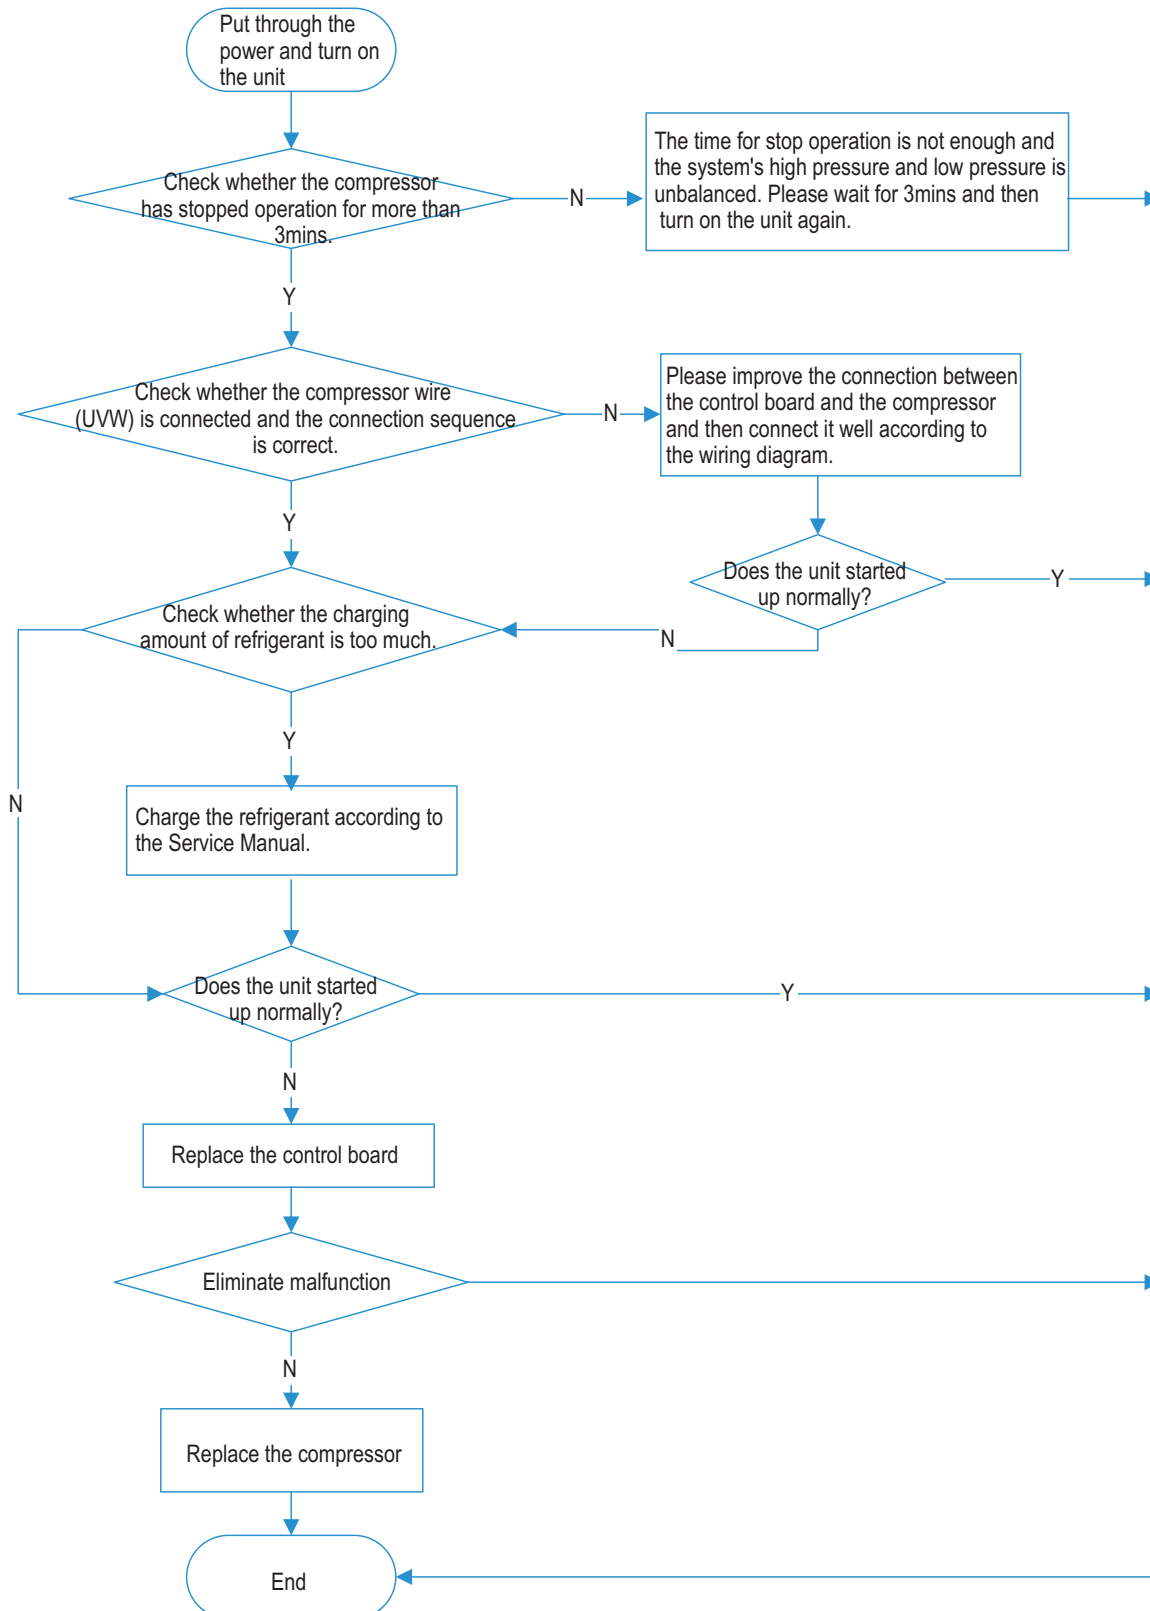 Put through the
power and turn on
the unit
Check whether the compressor
has stopped operation for more than
3mins.
N
The time for stop operation is not enough and
the system's high pressure and low pressure is
unbalanced. Please wait for 3mins and then
turn on the unit again.
Y
Check whether the compressor wire
(UVW) is connected and the connection sequence
is correct.
N
Please improve the connection between
the control board and the compressor
and then connect it well according to
the wiring diagram.
Y
Does the unit started
up normally?
Y
Check whether the charging
amount of refrigerant is too much.
N
Y
N
Charge the refrigerant according to
the Service Manual.
Does the unit started
up normally?
Y
N
Replace the control board
Eliminate malfunction
N
Replace the compressor
End